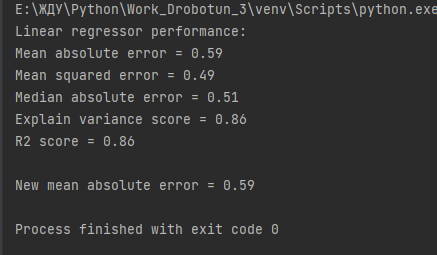 E:\ЖДУ\Python\Work_Drobotun_3\venv\Scripts\python.exe
Linear regressor performance:
Mean absolute error = 0.59
Mean squared error = 0.49
Median absolute error = 0.51
Explain variance score = 0.86
R2 score = 0.86
New mean absolute error = 0.59
Process finished with exit code 0